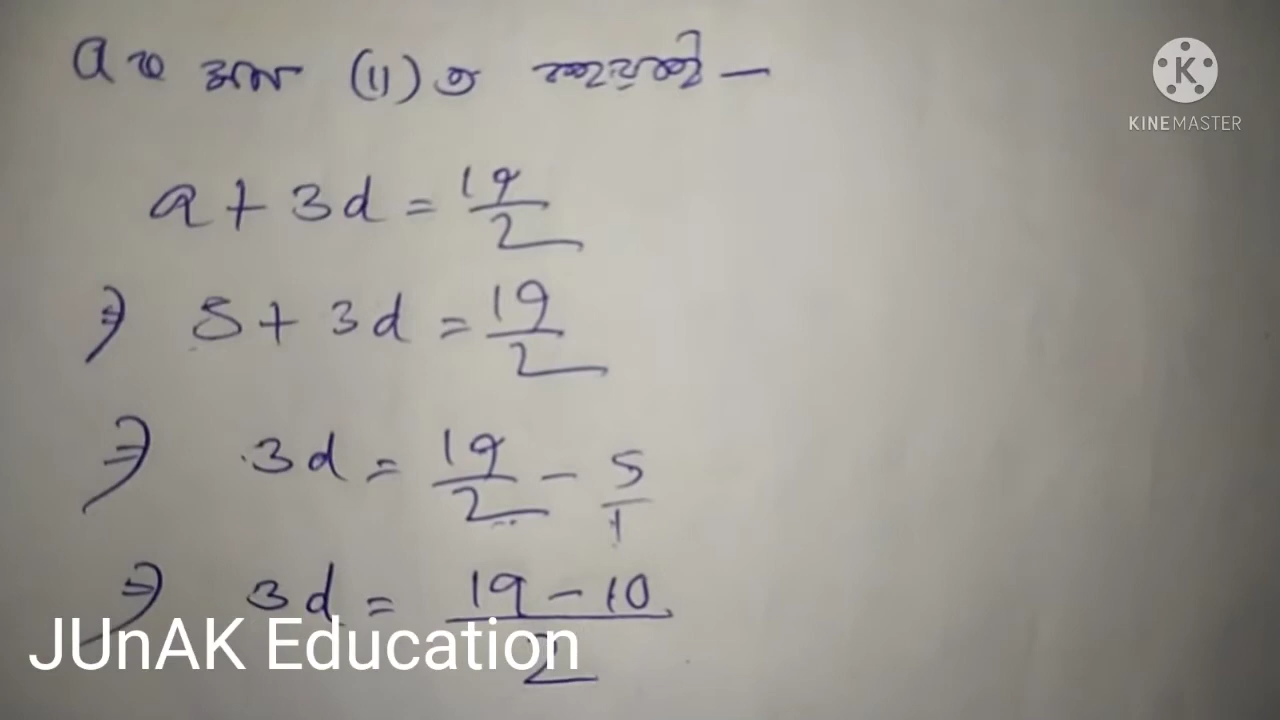 a ৰ মান (11) ত বহুৱাই —
KINEMASTER
a + 3d = 19/2
⇒ 5 + 3d = 19/2
⇒ 3d = 19/2 - 5/1
⇒ 3d = 19 - 10/2
JUnAK Education